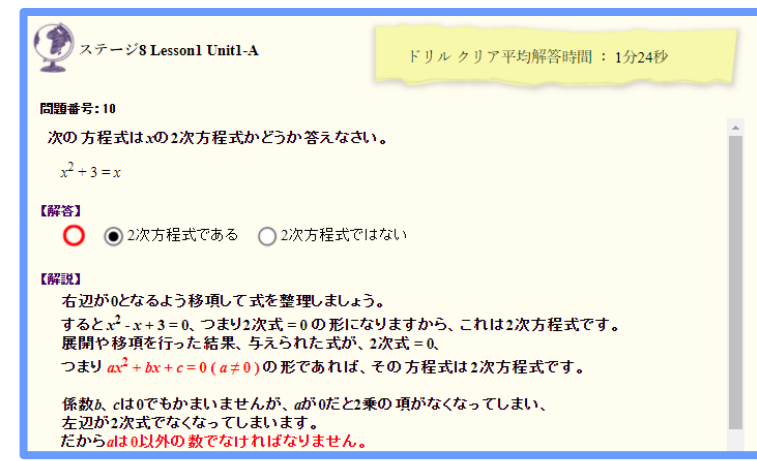 ステージ8 Lesson1 Unit1-A
ドリル クリア平均解答時間 : 1分24秒
問題番号: 10
次の方程式はxの2次方程式かどうか答えなさい。
x² + 3 = x
【解答】
2次方程式である 2次方程式ではない
【解説】
右辺が0となるよう移項して式を整理しましょう。
するとx² - x + 3 = 0、つまり2次式 = 0 の形になりますから、これは2次方程式です。
展開や移項を行った結果、与えられた式が、2次式 = 0、
つまり ax² + bx + c = 0 ( a ≠ 0 ) の形であれば、その方程式は2次方程式です。
係数b、cは0でもかまいませんが、aが0だと2乗の項がなくなってしまい、
左辺が2次式でなくなってしまいます。
だからaは0以外の数でなければなりません。